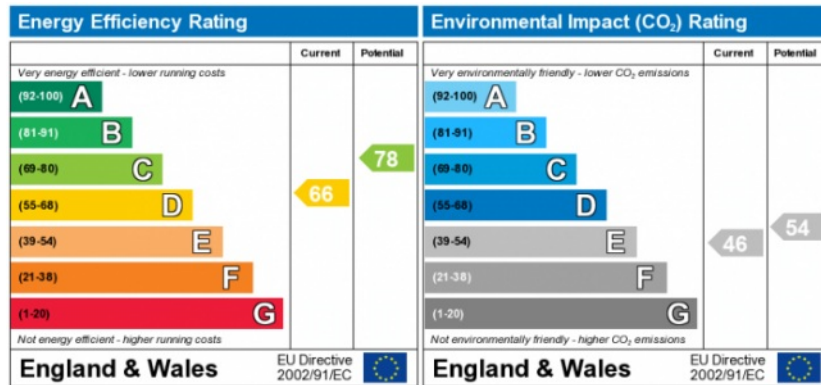 Energy Efficiency Rating
Current Potential
Very energy efficient - lower running costs
(92-100) A
(81-91) B
(69-80) C
(55-68) D
(39-54) E
(21-38) F
(1-20) G
66
78
Not energy efficient - higher running costs
England & Wales
EU Directive
2002/91/EC
Environmental Impact (CO₂) Rating
Current Potential
Very environmentally friendly - lower CO₂ emissions
(92-100) A
(81-91) B
(69-80) C
(55-68) D
(39-54) E
(21-38) F
(1-20) G
46
54
Not environmentally friendly - higher CO₂ emissions
England & Wales
EU Directive
2002/91/EC